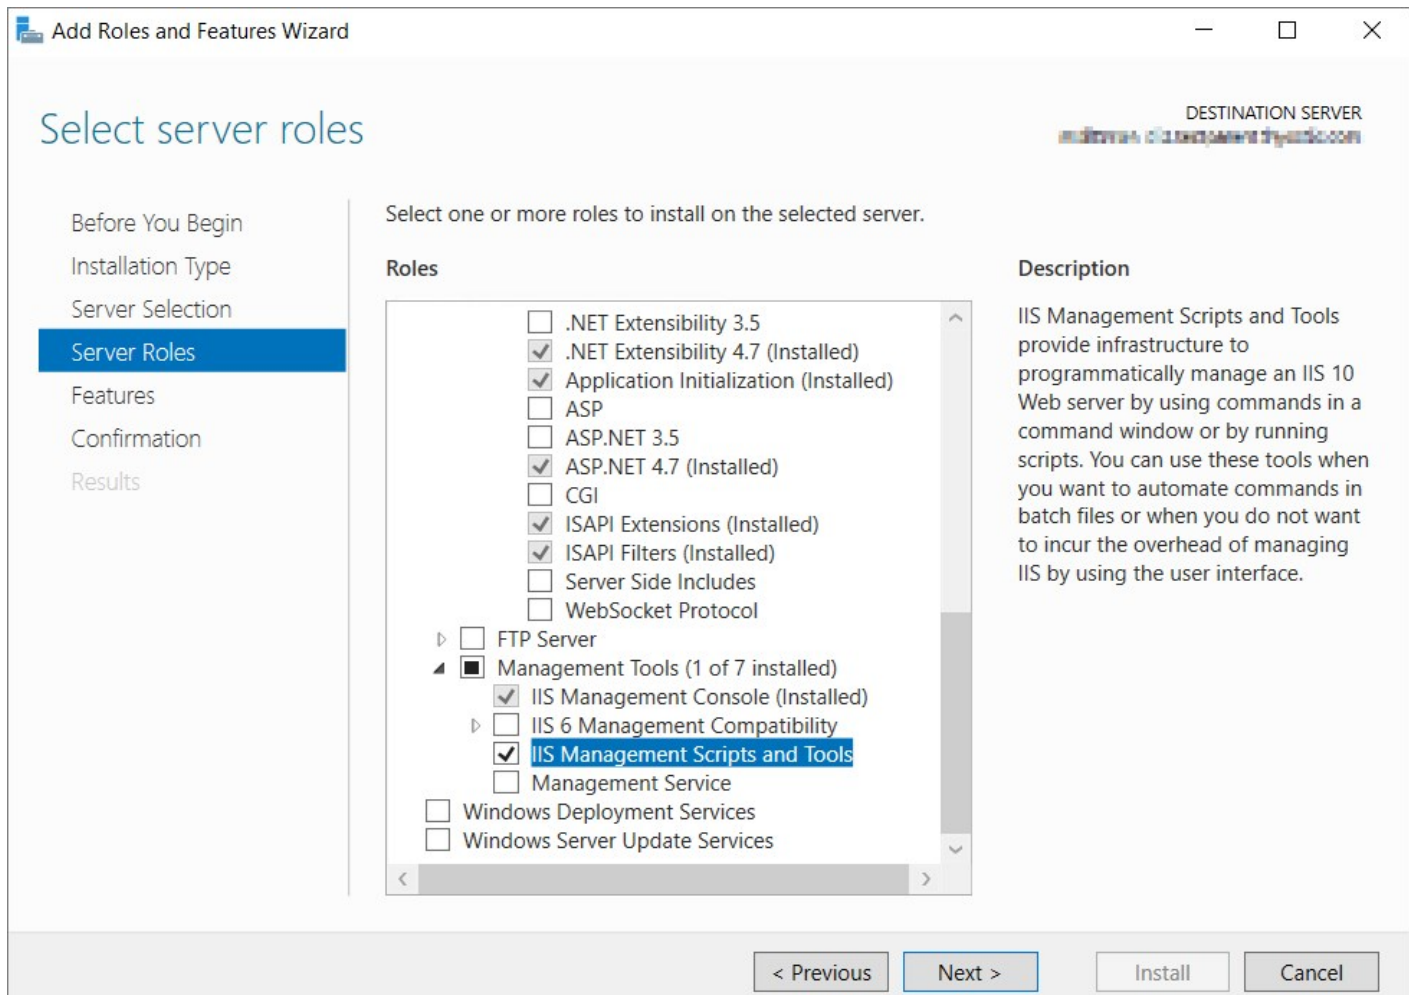 Add Roles and Features Wizard
Select server roles
DESTINATION SERVER
Before You Begin
Installation Type
Server Selection
Server Roles
Features
Confirmation
Results
Select one or more roles to install on the selected server.
Roles
.NET Extensibility 3.5
.NET Extensibility 4.7 (Installed)
Application Initialization (Installed)
ASP
ASP.NET 3.5
ASP.NET 4.7 (Installed)
CGI
ISAPI Extensions (Installed)
ISAPI Filters (Installed)
Server Side Includes
WebSocket Protocol
FTP Server
Management Tools (1 of 7 installed)
IIS Management Console (Installed)
IIS 6 Management Compatibility
IIS Management Scripts and Tools
Management Service
Windows Deployment Services
Windows Server Update Services
Description
IIS Management Scripts and Tools
provide infrastructure to
programmatically manage an IIS 10
Web server by using commands in a
command window or by running
scripts. You can use these tools when
you want to automate commands in
batch files or when you do not want
to incur the overhead of managing
IIS by using the user interface.
< Previous
Next >
Install
Cancel